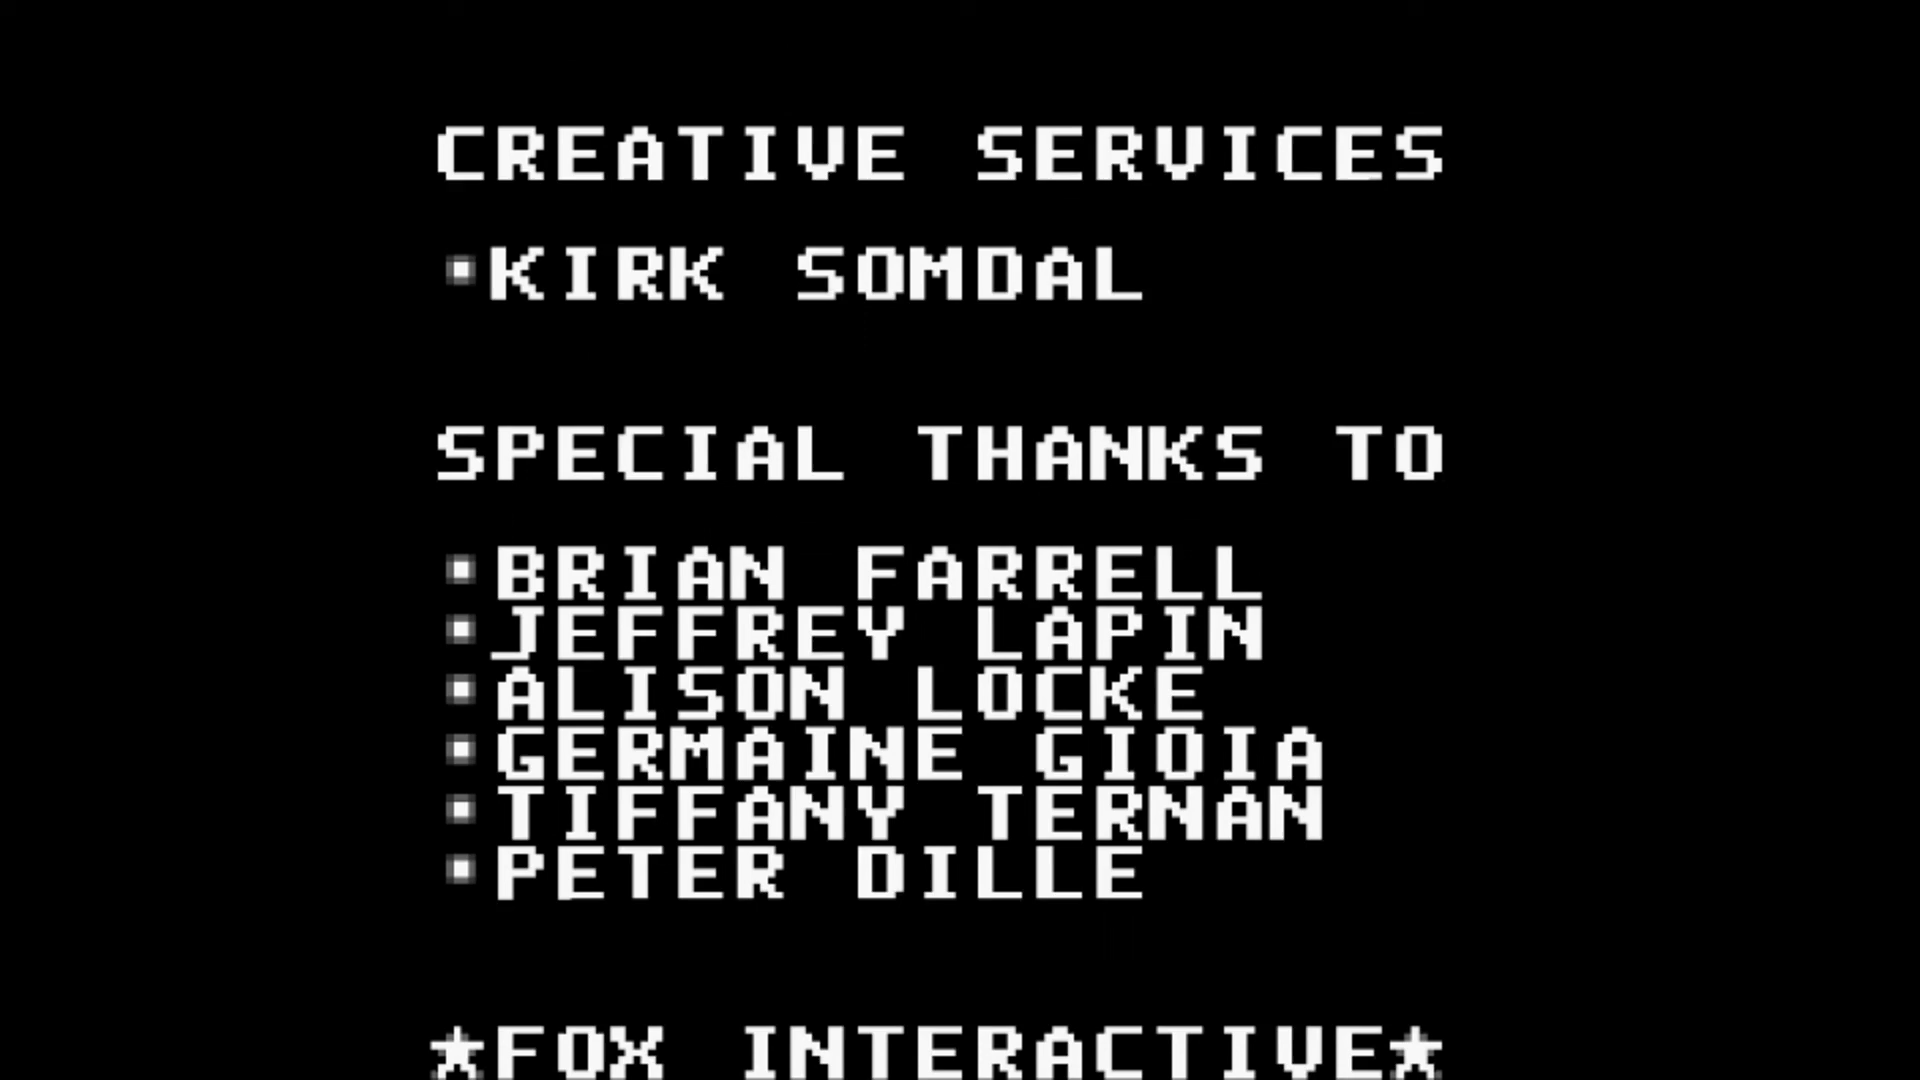 CREATIVE SERVICES
▪KIRK SOMDAL
SPECIAL THANKS TO
▪BRIAN FARRELL
▪JEFFREY LAPIN
▪ALISON LOCKE
▪GERMAINE GIOIA
▪TIFFANY TERNAN
▪PETER DILLE
★FOX INTERACTIVE★